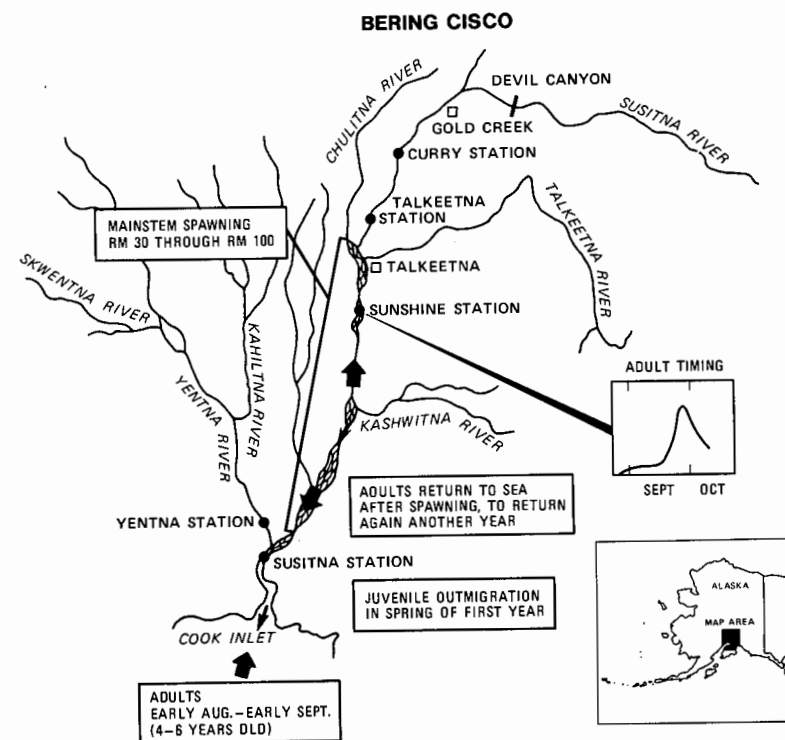 BERING CISCO
DEVIL CANYON
CHULITNA RIVER
SUSITNA RIVER
GOLD CREEK
CURRY STATION
TALKEETNA
STATION
TALKEETNA RIVER
MAINSTEM SPAWNING
RM 30 THROUGH RM 100
TALKEETNA
SKWENTNA RIVER
SUNSHINE STATION
KAHILTNA RIVER
YENTNA RIVER
ADULT TIMING
SEPT OCT
KASHWITNA
RIVER
ADULTS RETURN TO SEA
AFTER SPAWNING, TO RETURN
AGAIN ANOTHER YEAR
YENTNA STATION
SUSITNA STATION
JUVENILE OUTMIGRATION
IN SPRING OF FIRST YEAR
ALASKA
MAP AREA
COOK INLET
ADULTS
EARLY AUG.-EARLY SEPT.
(4-6 YEARS DLD)